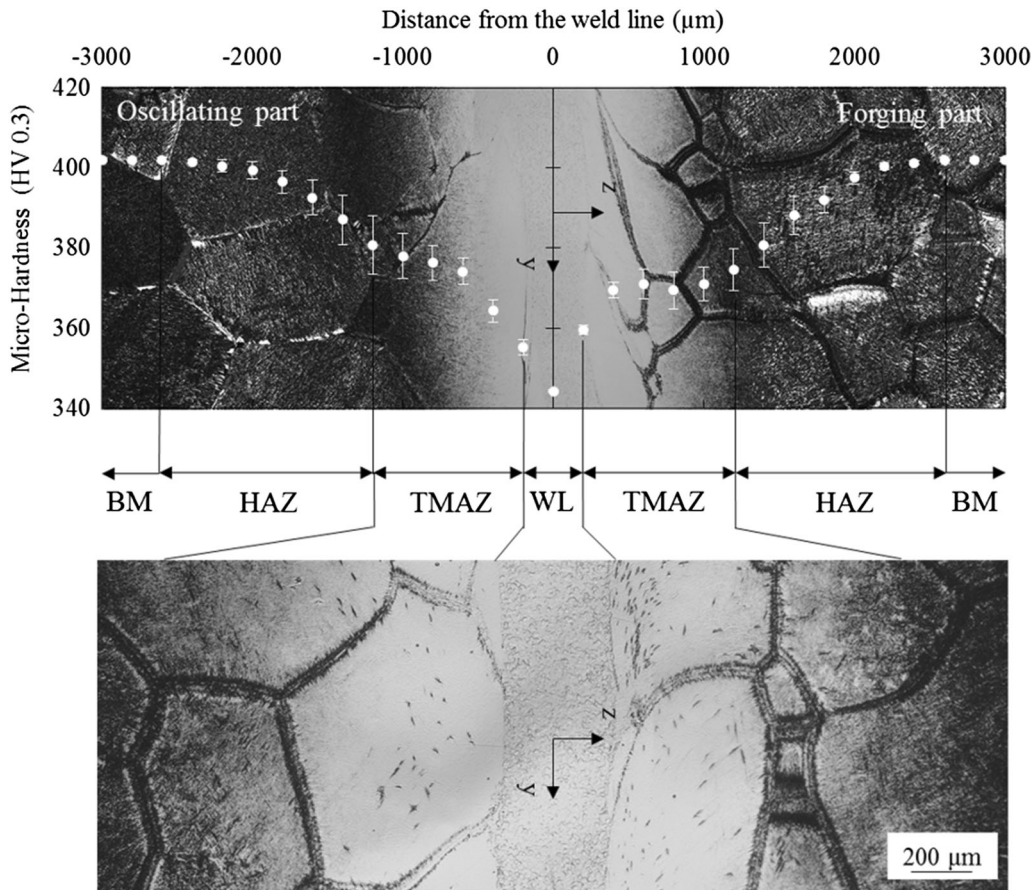 Distance from the weld line (µm)
-3000 -2000 -1000 0 1000 2000 3000
Micro-Hardness (HV 0.3)
420
Oscillating part Forging part
400
z
380
y
360
340
BM HAZ TMAZ WL TMAZ HAZ BM
z
y
200 µm